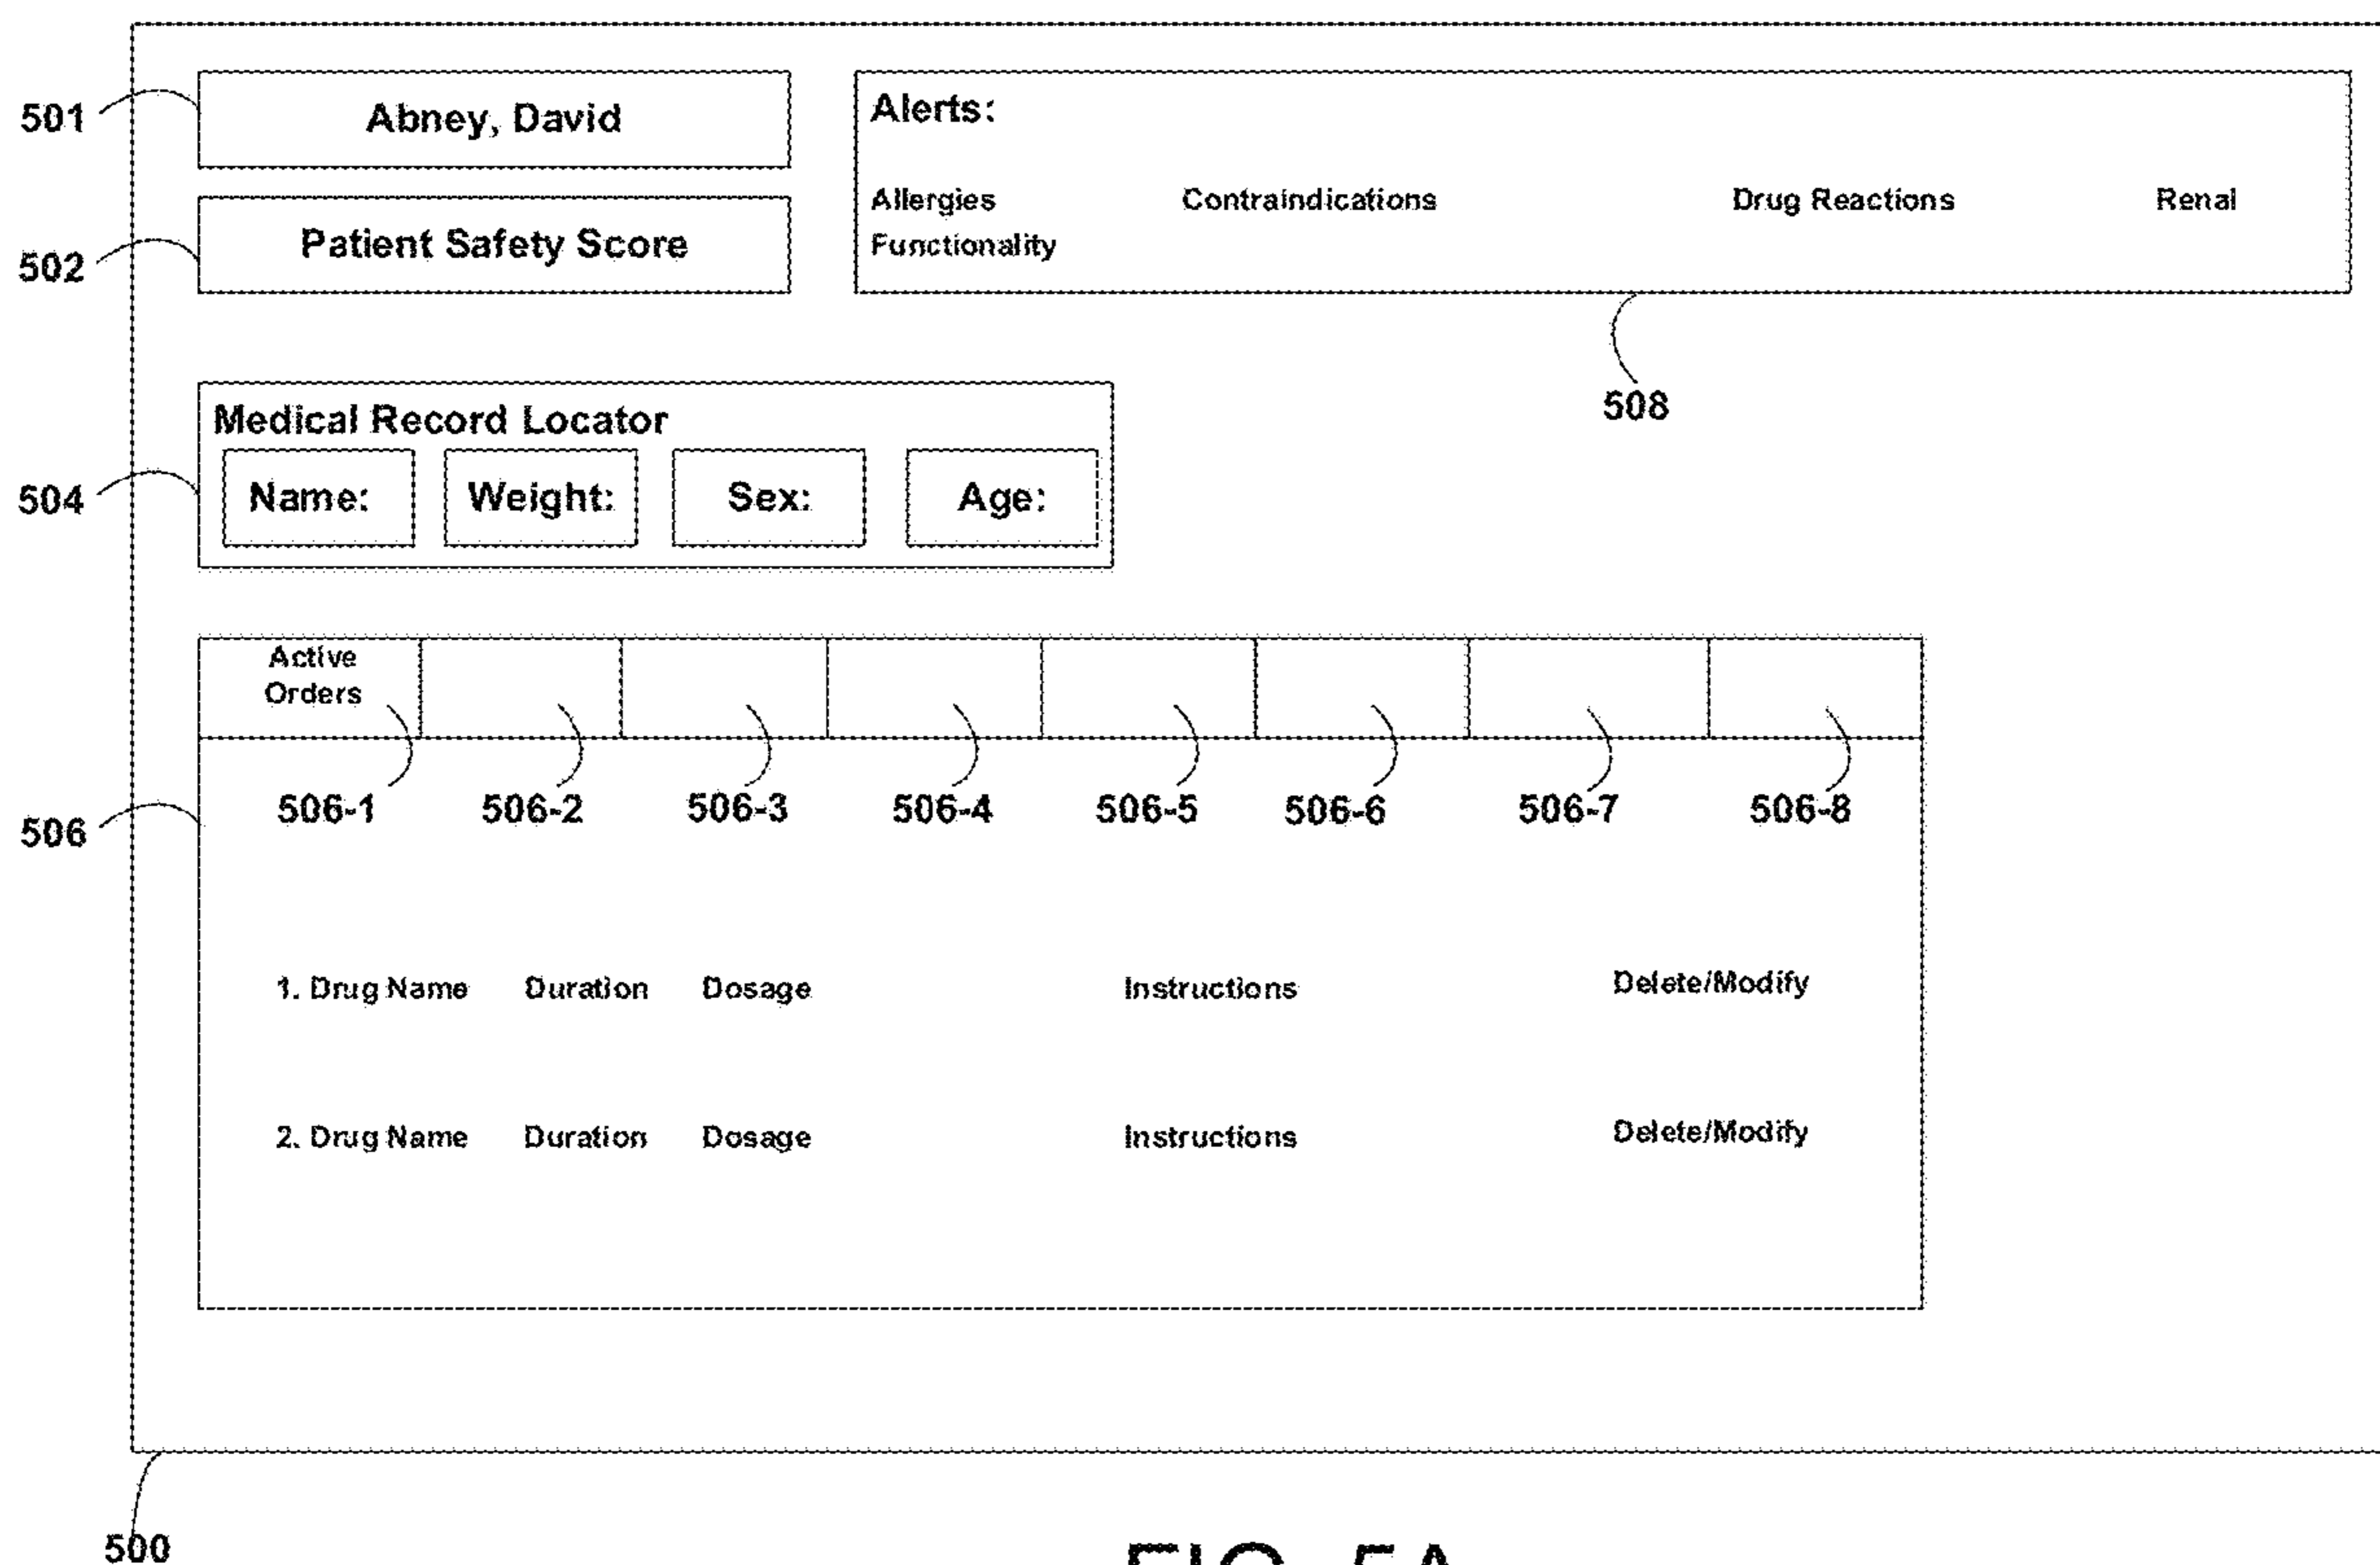 501
Abney, David
Alerts:
Allergies Contraindications Drug Reactions Renal
Functionality
502
Patient Safety Score
508
Medical Record Locator
504
Name: Weight: Sex: Age:
Active
Orders
506-1 506-2 506-3 506-4 506-5 506-6 506-7 506-8
506
1. Drug Name Duration Dosage Instructions Delete/Modify
2. Drug Name Duration Dosage Instructions Delete/Modify
500
FIG. 5A